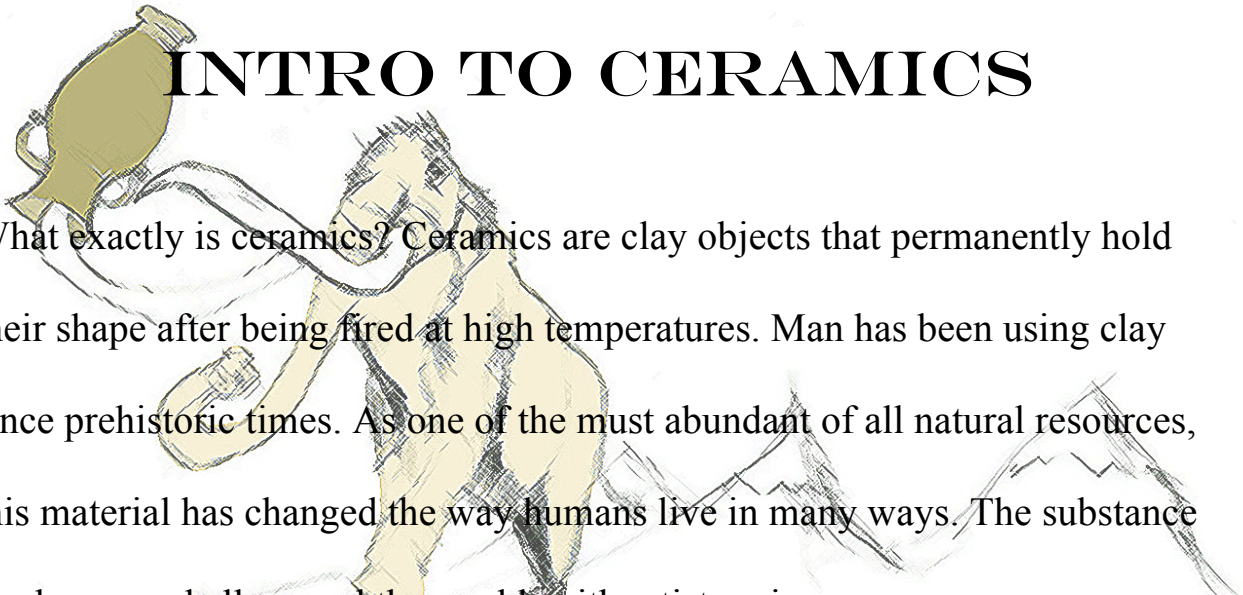 INTRO TO CERAMICS
What exactly is ceramics? Ceramics are clay objects that permanently hold
heir shape after being fired at high temperatures. Man has been using clay
nce prehistoric times. As one of the must abundant of all natural resources,
his material has changed the way humans live in many ways. The substance